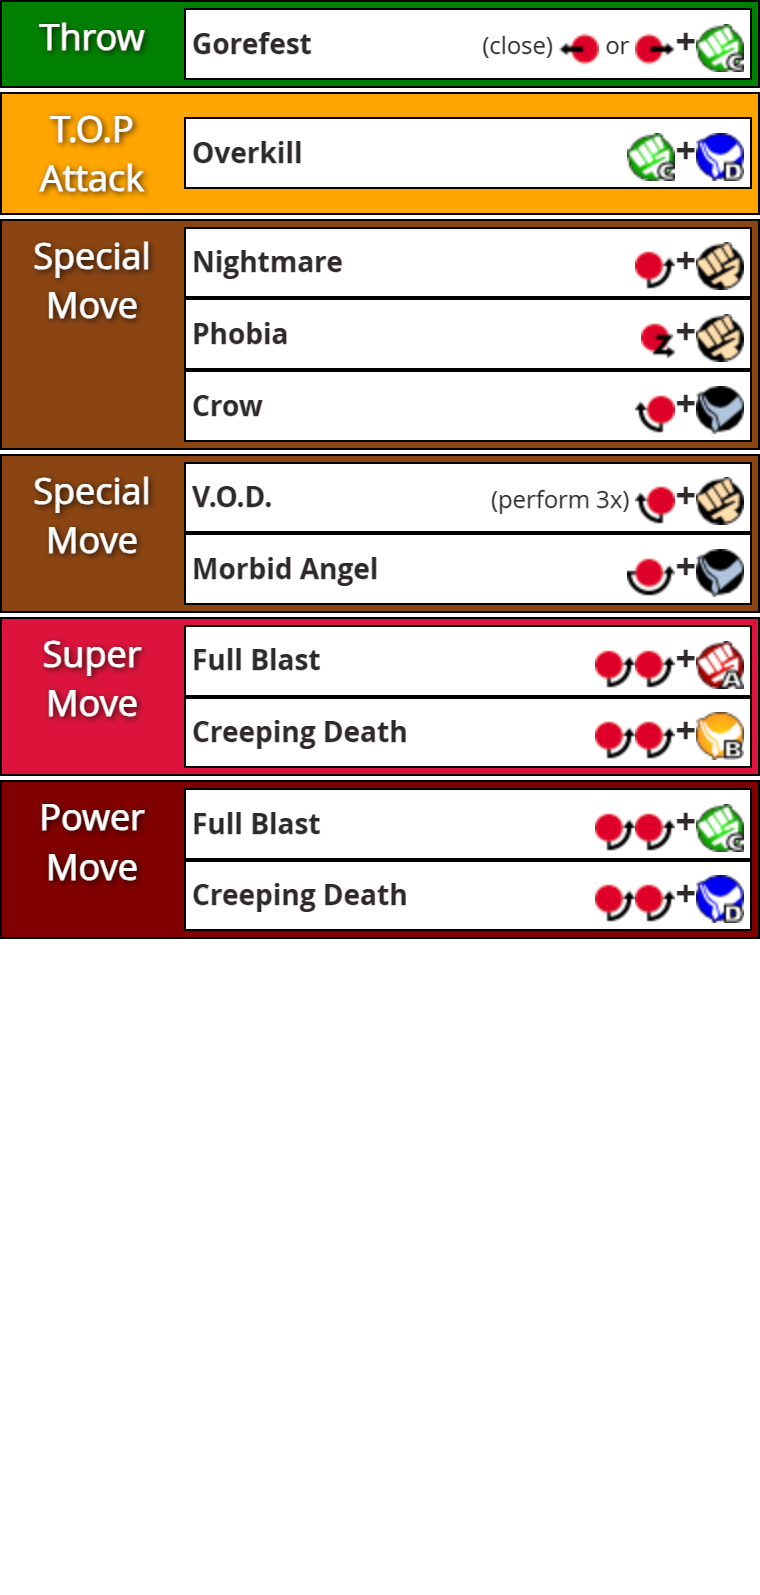 Throw
Gorefest (close) or + C
T.O.P
Attack
Overkill C + D
Special
Move
Nightmare +
Phobia Z +
Crow +
Special
Move
V.O.D. (perform 3x) +
Morbid Angel +
Super
Move
Full Blast + A
Creeping Death + B
Power
Move
Full Blast + C
Creeping Death + D